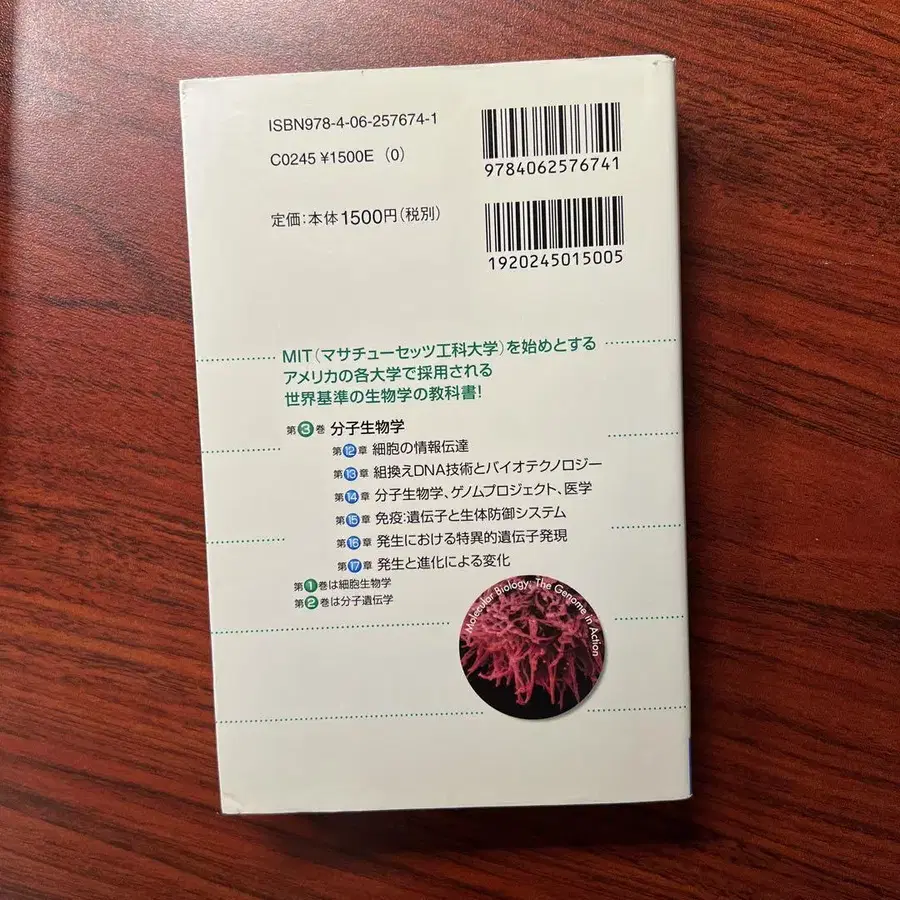 ISBN978-4-06-257674-1
C0245 ¥1500E (0)
定価:本体1500円(税別)
9784062576741
1920245015005
MIT(マサチューセッツ工科大学)を始めとする
アメリカの各大学で採用される
世界基準の生物学の教科書!
第3巻 分子生物学
第12章 細胞の情報伝達
第13章 組換えDNA技術とバイオテクノロジー
第14章 分子生物学、ゲノムプロジェクト、医学
第15章 免疫:遺伝子と生体防御システム
第16章 発生における特異的遺伝子発現
第17章 発生と進化による変化
第1巻は細胞生物学
第2巻は分子遺伝学
Molecular Biology: The Genome in Action